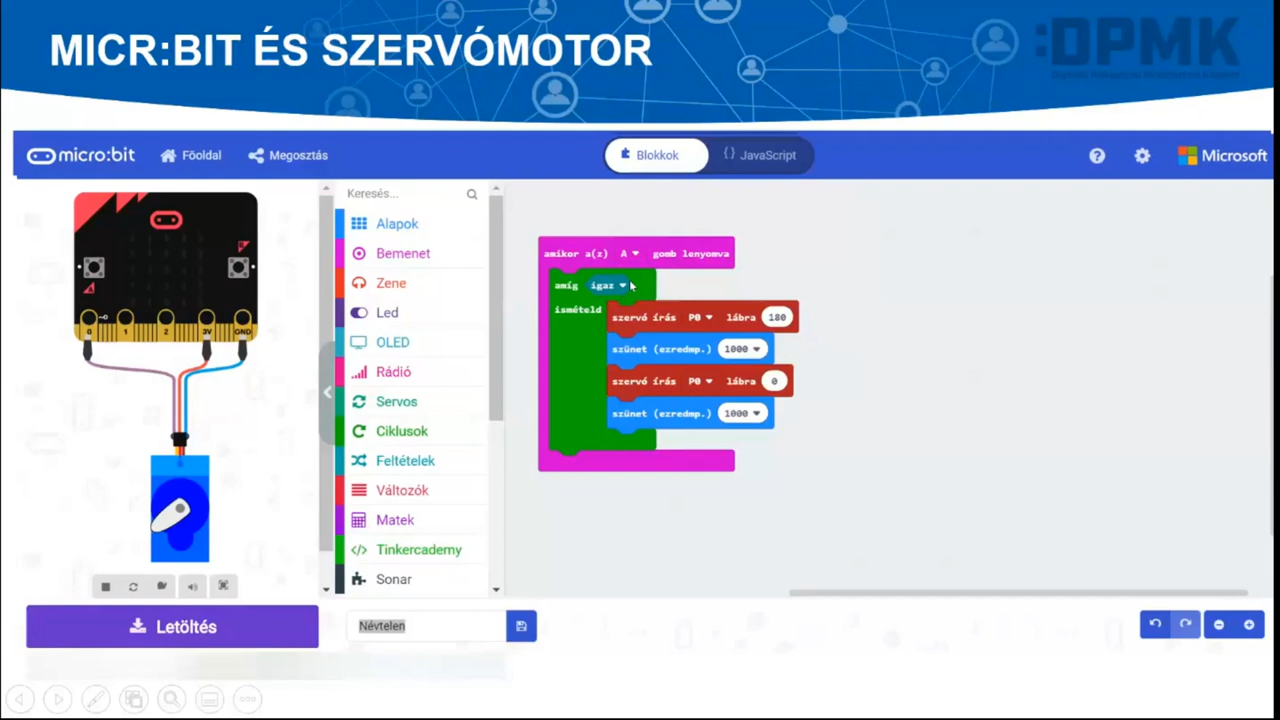 MICR:BIT ÉS SZERVÓMOTOR
:DPMK
micro:bit
Főoldal
Megosztás
Blokkok
JavaScript
Microsoft
0
1
2
3V
GND
Keresés...
Alapok
Bemenet
Zene
Led
OLED
Rádió
Servos
Ciklusok
Feltételek
Változók
Matek
Tinkercademy
Sonar
amikor a(z) A gomb lenyomva
amíg igaz
ismételd
szervó írás P0 lábra 180
szünet (ezredmp.) 1000
szervó írás P0 lábra 0
szünet (ezredmp.) 1000
Letöltés
Névtelen